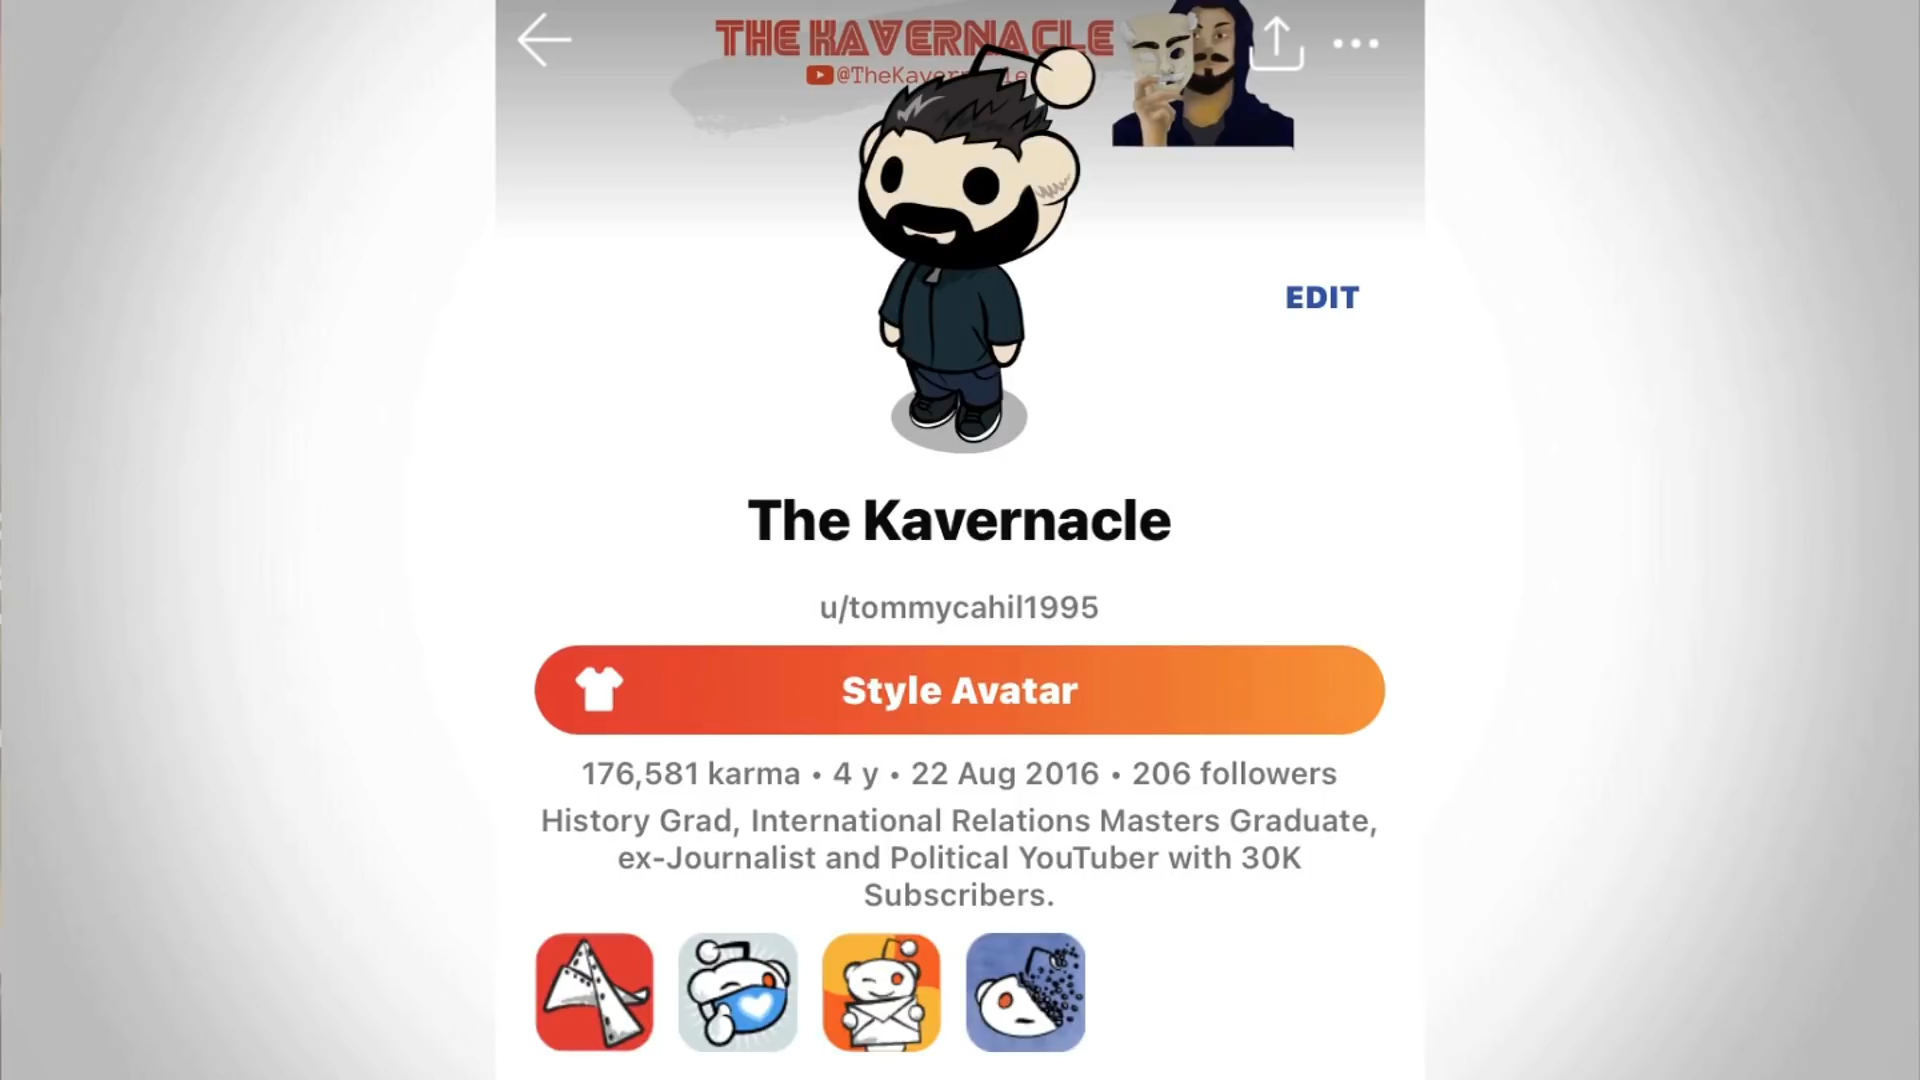 THE KAVERNACLE
@TheKavernacle
EDIT
The Kavernacle
u/tommycahil1995
Style Avatar
176,581 karma • 4 y • 22 Aug 2016 • 206 followers
History Grad, International Relations Masters Graduate,
ex-Journalist and Political YouTuber with 30K
Subscribers.